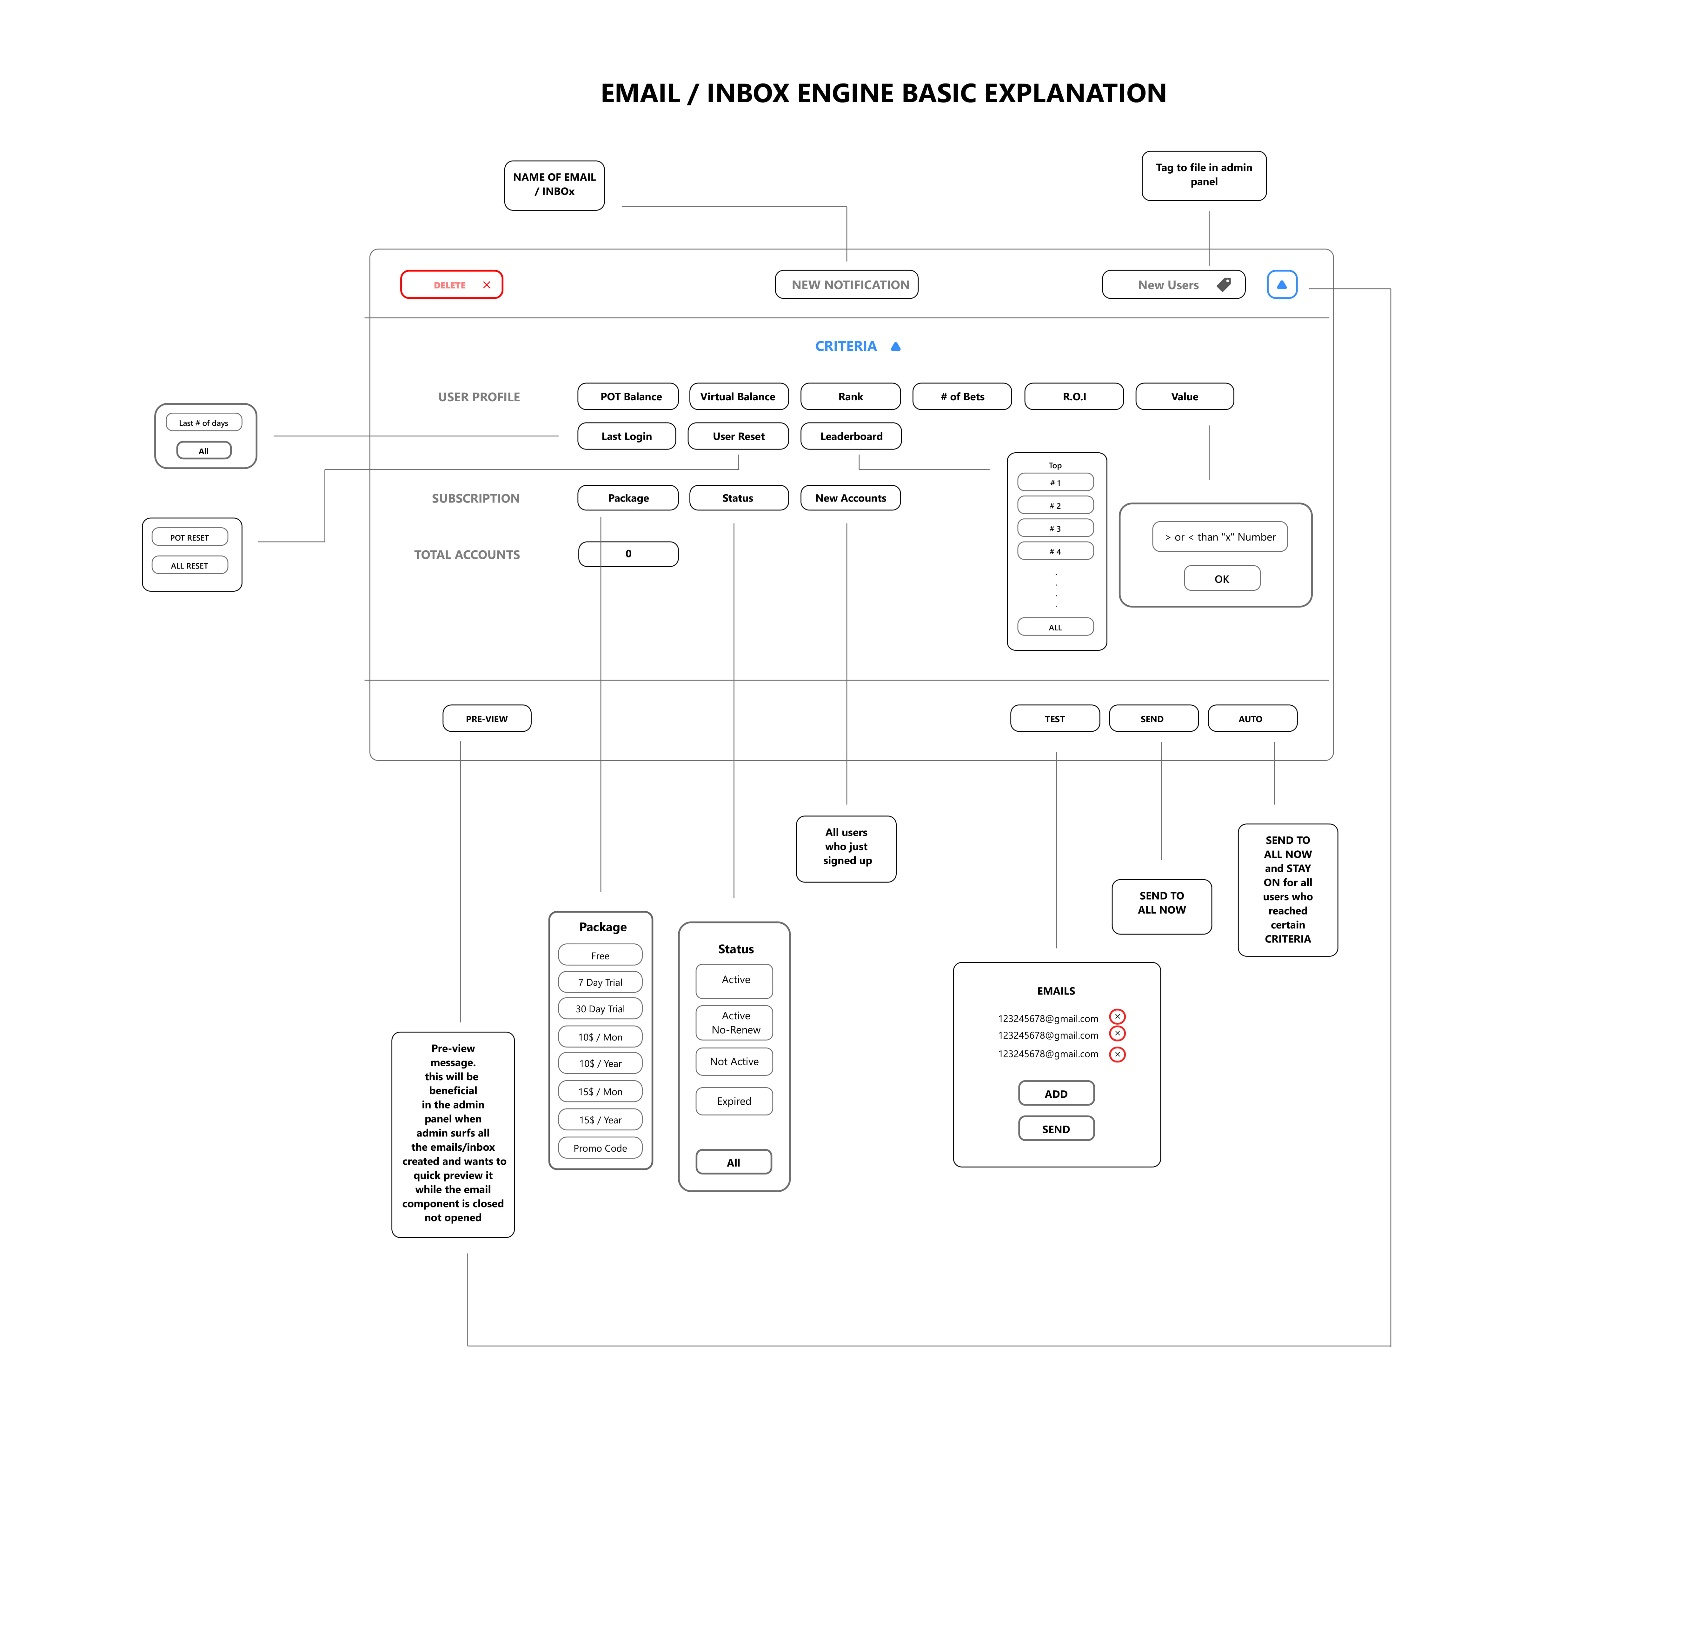 EMAIL / INBOX ENGINE BASIC EXPLANATION
NAME OF EMAIL
/ INBOx
Tag to file in admin
panel
DELETE
NEW NOTIFICATION
New Users
CRITERIA
USER PROFILE
POT Balance
Virtual Balance
Rank
# of Bets
R.O.I
Value
Last Login
User Reset
Leaderboard
Last # of days
All
POT RESET
ALL RESET
SUBSCRIPTION
Package
Status
New Accounts
TOTAL ACCOUNTS
0
Top
# 1
# 2
# 3
# 4
.
.
.
.
ALL
> or < than "x" Number
OK
PRE-VIEW
TEST
SEND
AUTO
All users
who just
signed up
SEND TO
ALL NOW
SEND TO
ALL NOW
and STAY
ON for all
users who
reached
certain
CRITERIA
Package
Free
7 Day Trial
30 Day Trial
10$ / Mon
10$ / Year
15$ / Mon
15$ / Year
Promo Code
Status
Active
Active
No-Renew
Not Active
Expired
All
EMAILS
123245678@gmail.com
123245678@gmail.com
123245678@gmail.com
ADD
SEND
Pre-view
message.
this will be
beneficial
in the admin
panel when
admin surfs all
the emails/inbox
created and wants to
quick preview it
while the email
component is closed
not opened